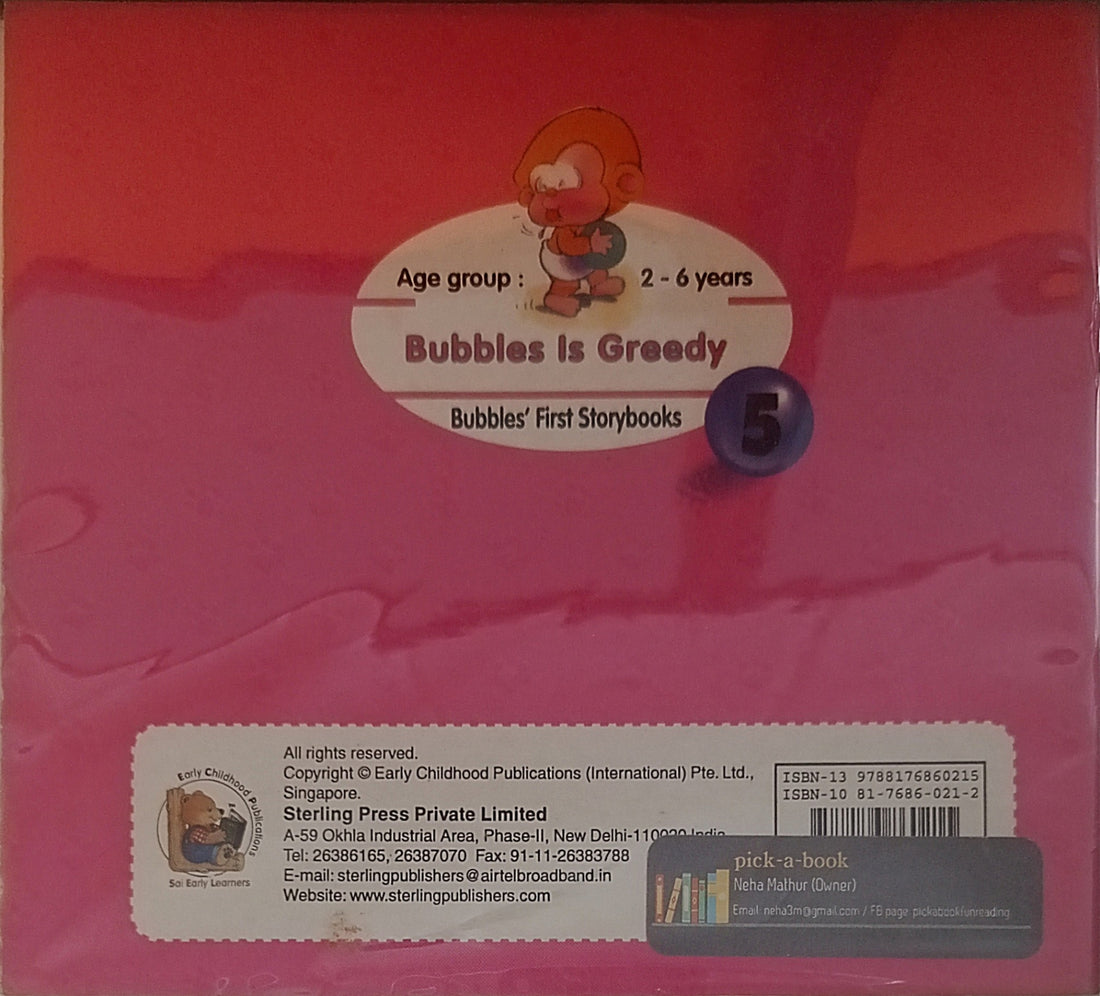 Age group : 2 - 6 years
Bubbles Is Greedy
Bubbles' First Storybooks
5
Early Childhood Publications
Sai Early Learners
All rights reserved.
Copyright © Early Childhood Publications (International) Pte. Ltd.,
Singapore.
Sterling Press Private Limited
A-59 Okhla Industrial Area, Phase-II, New Delhi-110020 India
Tel: 26386165, 26387070 Fax: 91-11-26383788
E-mail: sterlingpublishers@airtelbroadband.in
Website: www.sterlingpublishers.com
ISBN-13 9788176860215
ISBN-10 81-7686-021-2
pick-a-book
Neha Mathur (Owner)
Email: neha3m@gmail.com / FB page: pickabookfunreading